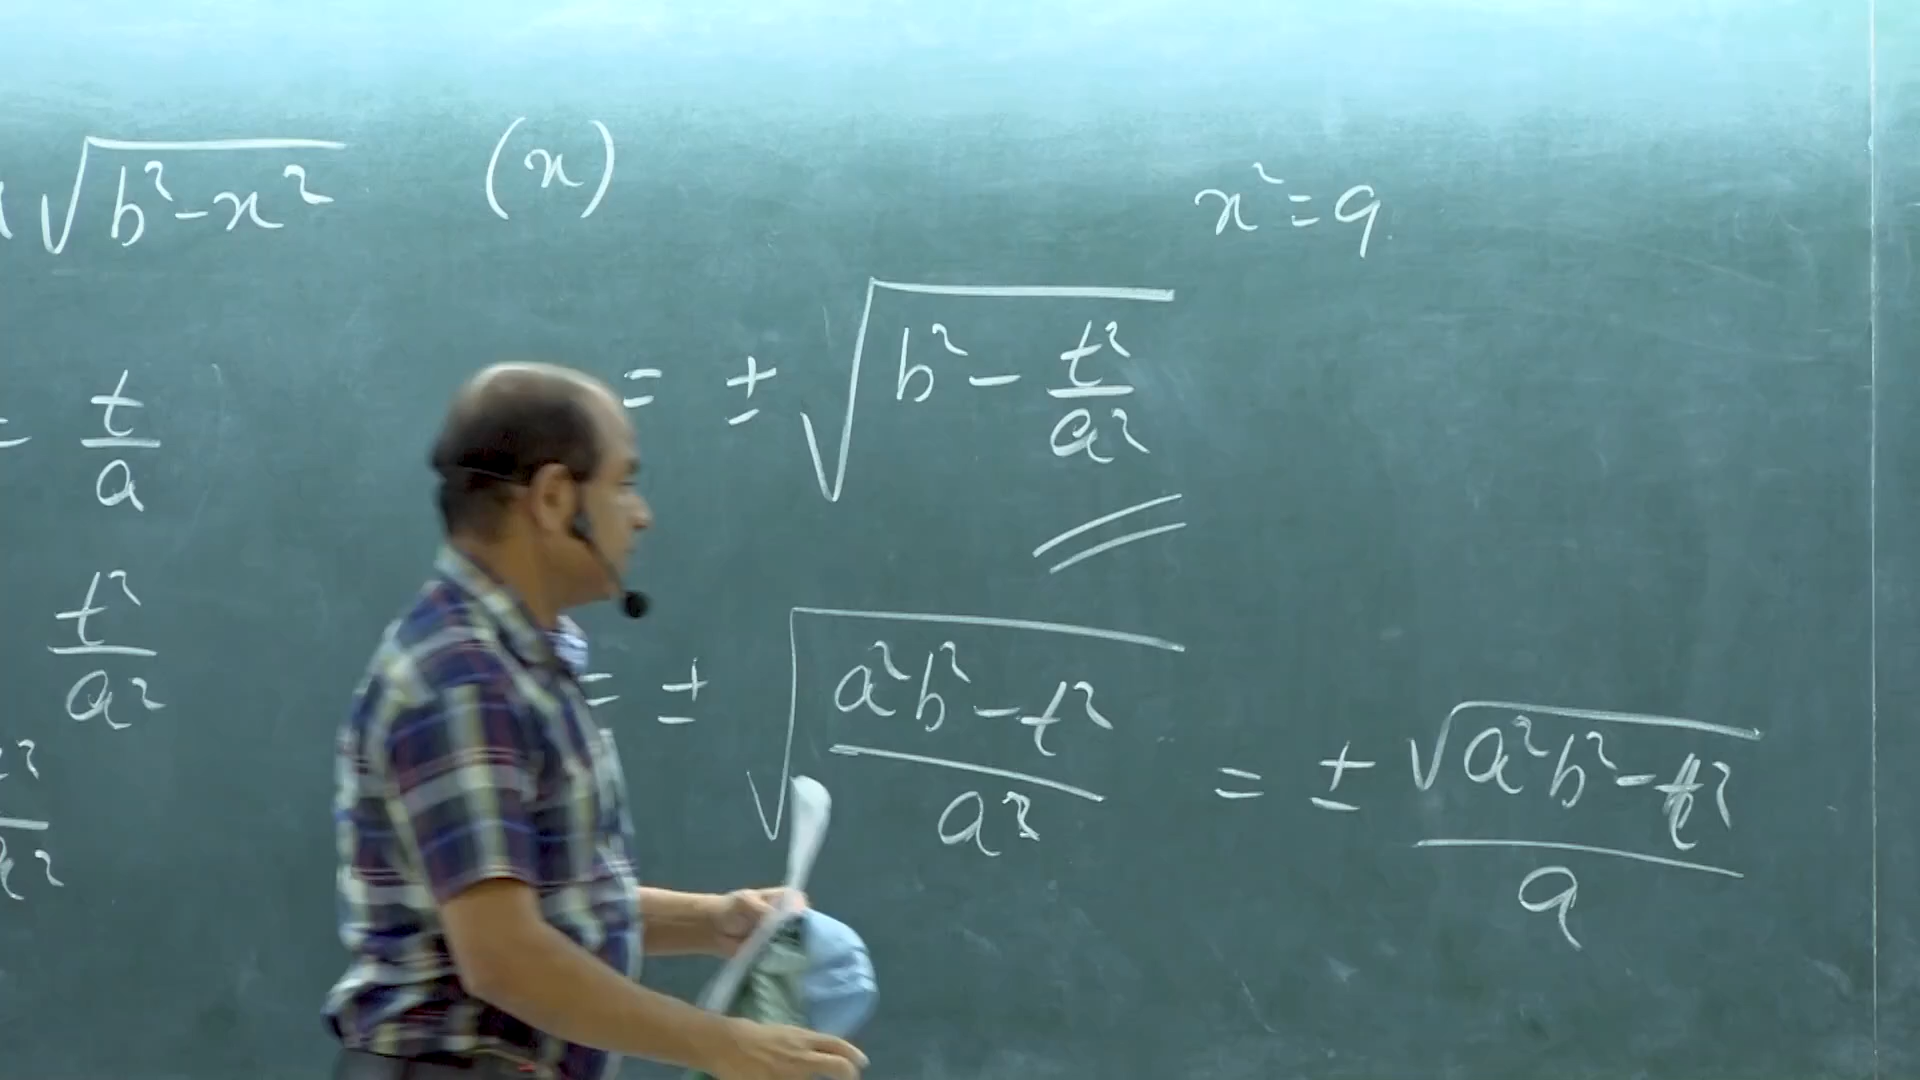 √(b² - x²) (x)
x² = 9
= t/a
= ± √(b² - t²/a²)
t²/a²
= ± √((a²b² - t²)/a²) = ± √(a²b² - t²)/a